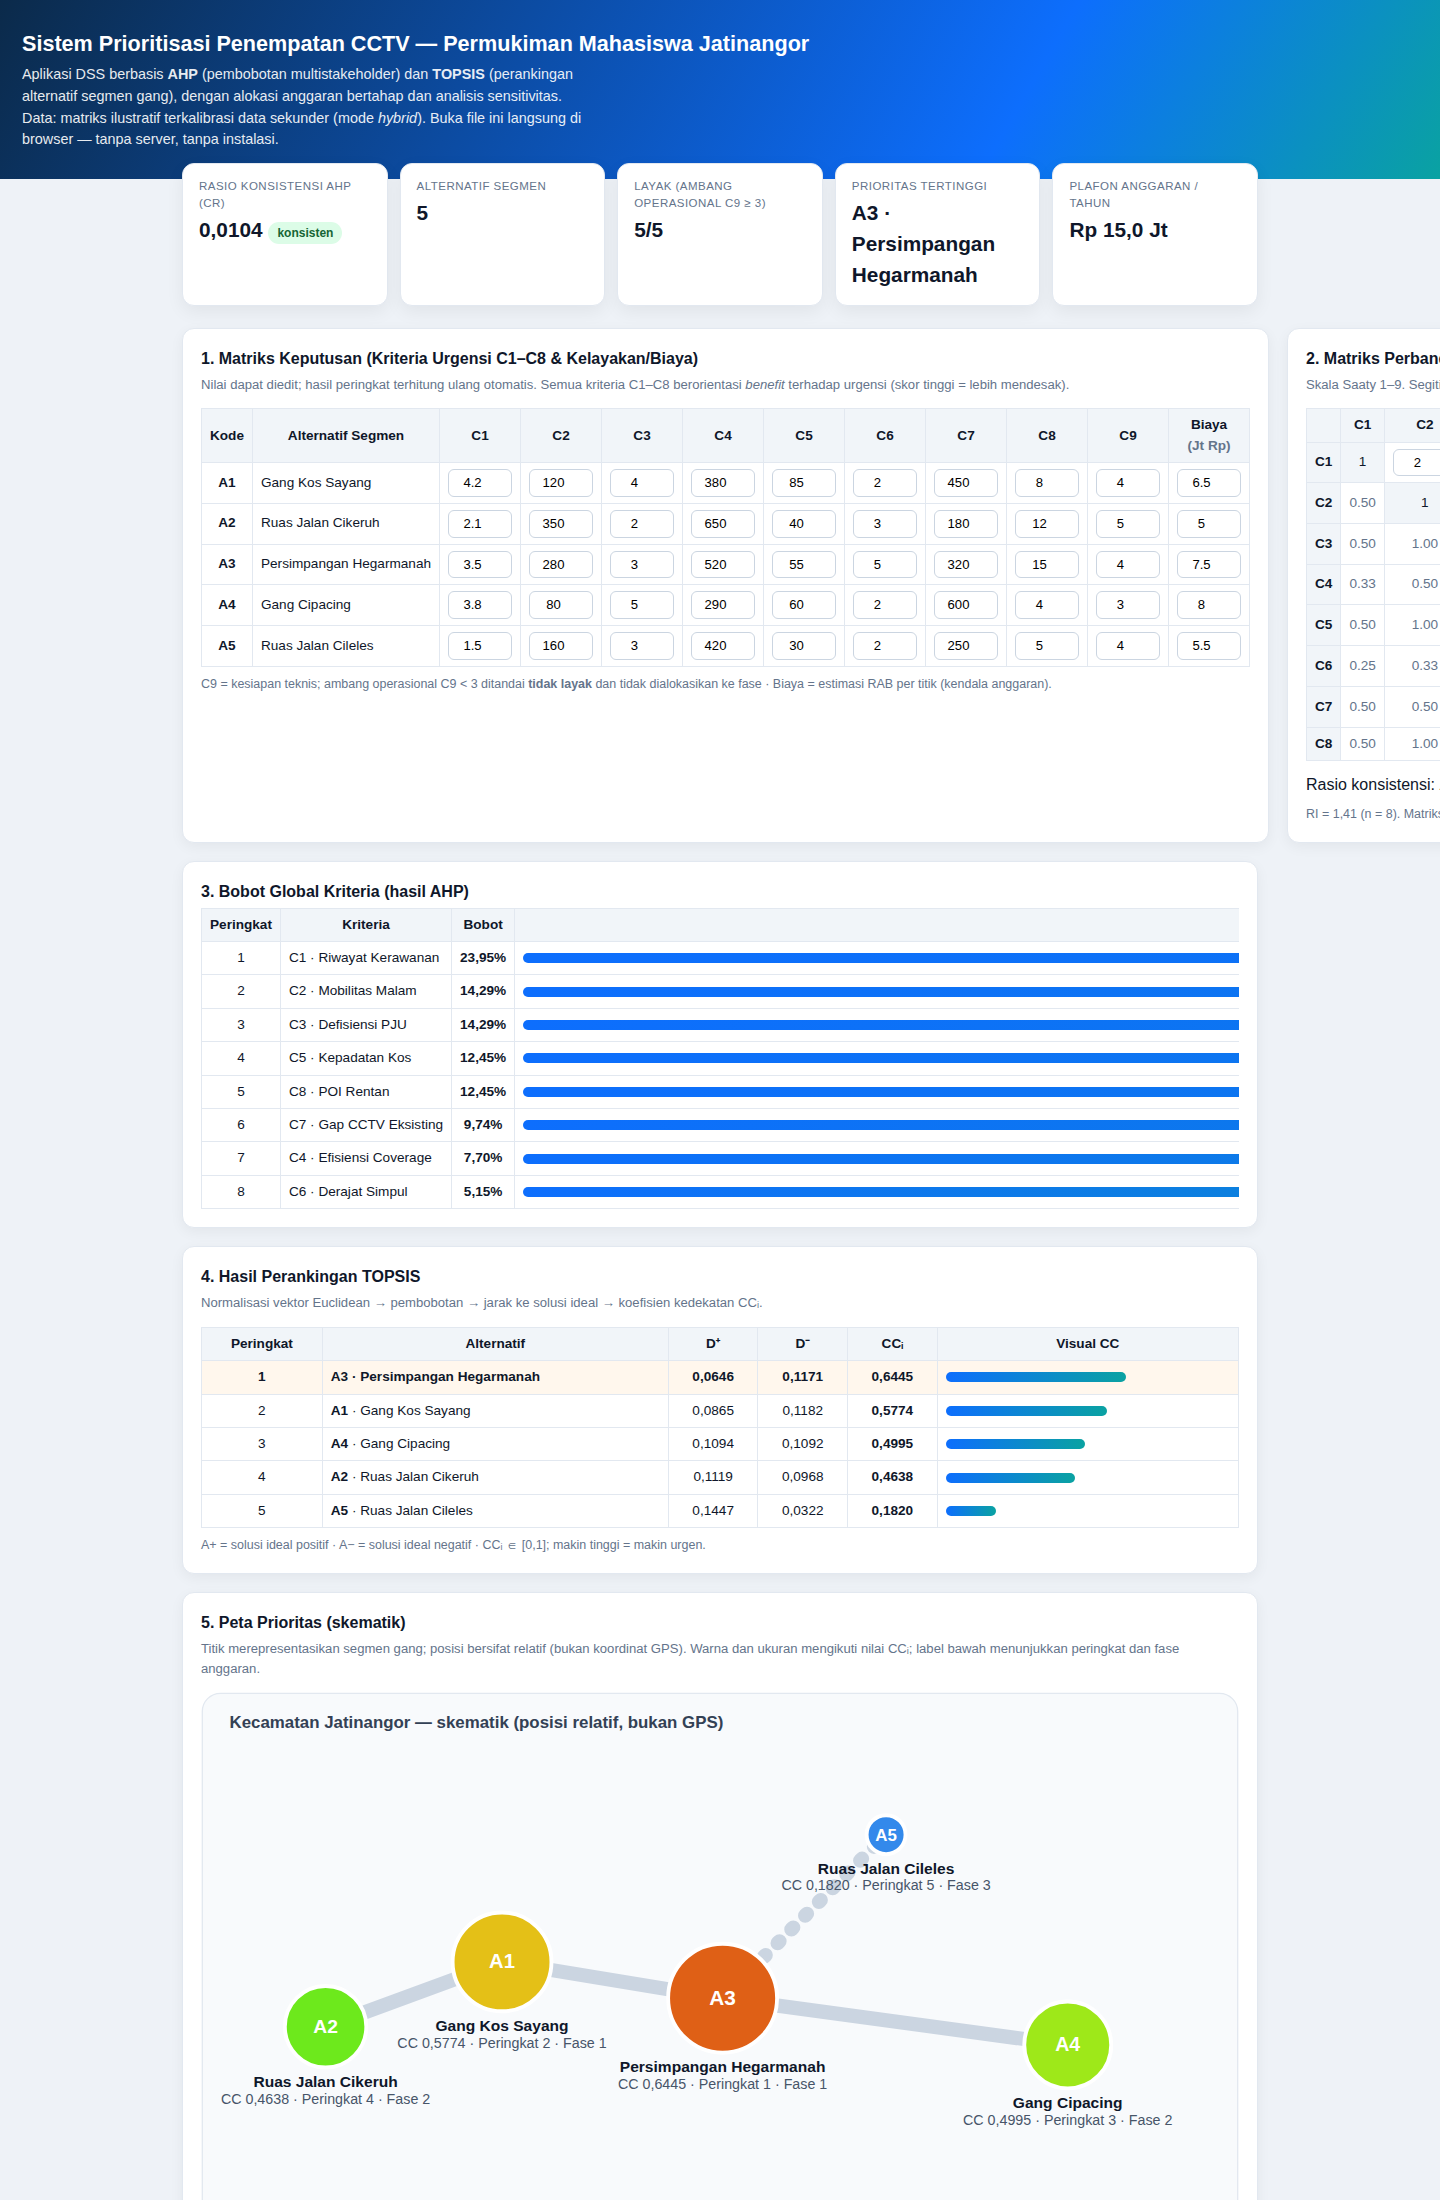 Sistem Prioritisasi Penempatan CCTV — Permukiman Mahasiswa Jatinangor
Aplikasi DSS berbasis AHP (pembobotan multistakeholder) dan TOPSIS (perankingan
alternatif segmen gang), dengan alokasi anggaran bertahap dan analisis sensitivitas.
Data: matriks ilustratif terkalibrasi data sekunder (mode hybrid). Buka file ini langsung di
browser — tanpa server, tanpa instalasi.
RASIO KONSISTENSI AHP
(CR)
0,0104 konsisten
ALTERNATIF SEGMEN
5
LAYAK (AMBANG
OPERASIONAL C9 ≥ 3)
5/5
PRIORITAS TERTINGGI
A3 ·
Persimpangan
Hegarmanah
PLAFON ANGGARAN /
TAHUN
Rp 15,0 Jt
1. Matriks Keputusan (Kriteria Urgensi C1–C8 & Kelayakan/Biaya)
Nilai dapat diedit; hasil peringkat terhitung ulang otomatis. Semua kriteria C1–C8 berorientasi benefit terhadap urgensi (skor tinggi = lebih mendesak).
Kode Alternatif Segmen C1 C2 C3 C4 C5 C6 C7 C8 C9 Biaya
(Jt Rp)
A1 Gang Kos Sayang 4.2 120 4 380 85 2 450 8 4 6.5
A2 Ruas Jalan Cikeruh 2.1 350 2 650 40 3 180 12 5 5
A3 Persimpangan Hegarmanah 3.5 280 3 520 55 5 320 15 4 7.5
A4 Gang Cipacing 3.8 80 5 290 60 2 600 4 3 8
A5 Ruas Jalan Cileles 1.5 160 3 420 30 2 250 5 4 5.5
C9 = kesiapan teknis; ambang operasional C9 < 3 ditandai tidak layak dan tidak dialokasikan ke fase · Biaya = estimasi RAB per titik (kendala anggaran).
2. Matriks
Skala Saaty 1–9.
C1 C2
C1 1 2
C2 0.50 1
C3 0.50 1.00
C4 0.33 0.50
C5 0.50 1.00
C6 0.25 0.33
C7 0.50 0.50
C8 0.50 1.00
Rasio konsistensi:
RI = 1,41 (n = 8).
3. Bobot Global Kriteria (hasil AHP)
Peringkat Kriteria Bobot
1 C1 · Riwayat Kerawanan 23,95%
2 C2 · Mobilitas Malam 14,29%
3 C3 · Defisiensi PJU 14,29%
4 C5 · Kepadatan Kos 12,45%
5 C8 · POI Rentan 12,45%
6 C7 · Gap CCTV Eksisting 9,74%
7 C4 · Efisiensi Coverage 7,70%
8 C6 · Derajat Simpul 5,15%
4. Hasil Perankingan TOPSIS
Normalisasi vektor Euclidean → pembobotan → jarak ke solusi ideal → koefisien kedekatan CCᵢ.
Peringkat Alternatif D⁺ D⁻ CCᵢ Visual CC
1 A3 · Persimpangan Hegarmanah 0,0646 0,1171 0,6445
2 A1 · Gang Kos Sayang 0,0865 0,1182 0,5774
3 A4 · Gang Cipacing 0,1094 0,1092 0,4995
4 A2 · Ruas Jalan Cikeruh 0,1119 0,0968 0,4638
5 A5 · Ruas Jalan Cileles 0,1447 0,0322 0,1820
A+ = solusi ideal positif · A− = solusi ideal negatif · CCᵢ ∈ [0,1]; makin tinggi = makin urgen.
5. Peta Prioritas (skematik)
Titik merepresentasikan segmen gang; posisi bersifat relatif (bukan koordinat GPS). Warna dan ukuran mengikuti nilai CCᵢ; label bawah menunjukkan peringkat dan fase
anggaran.
Kecamatan Jatinangor — skematik (posisi relatif, bukan GPS)
A5
Ruas Jalan Cileles
CC 0,1820 · Peringkat 5 · Fase 3
A1
Gang Kos Sayang
CC 0,5774 · Peringkat 2 · Fase 1
A3
Persimpangan Hegarmanah
CC 0,6445 · Peringkat 1 · Fase 1
A2
Ruas Jalan Cikeruh
CC 0,4638 · Peringkat 4 · Fase 2
A4
Gang Cipacing
CC 0,4995 · Peringkat 3 · Fase 2